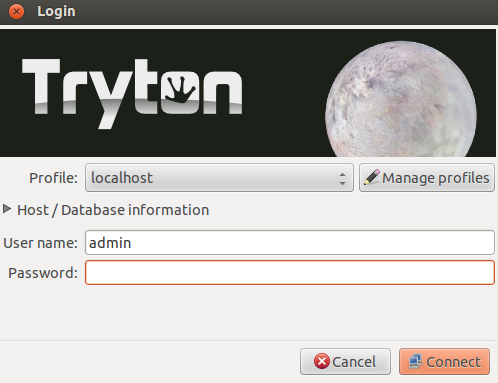 Login
Tryton
Profile: localhost Manage profiles
Host / Database information
User name: admin
Password:
Cancel Connect